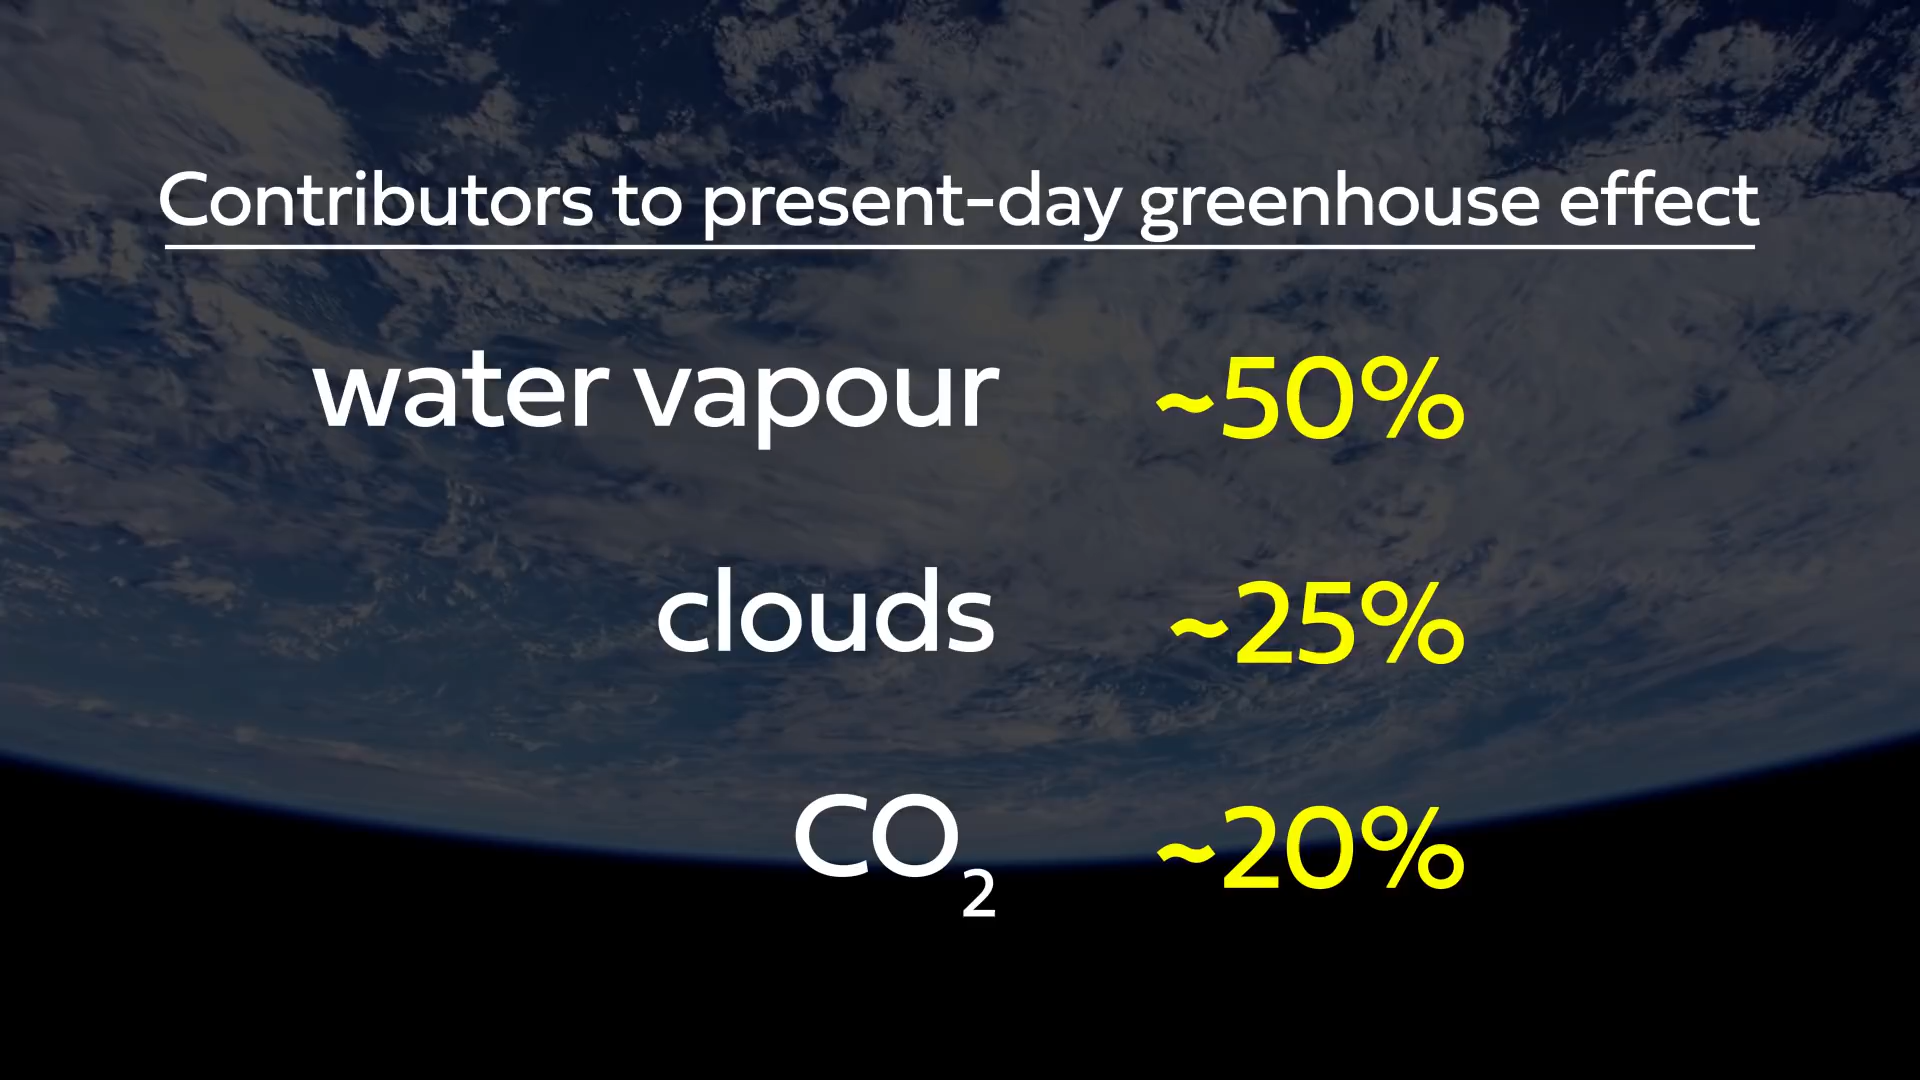 Contributors to present-day greenhouse effect
water vapour ~50%
clouds ~25%
CO₂ ~20%